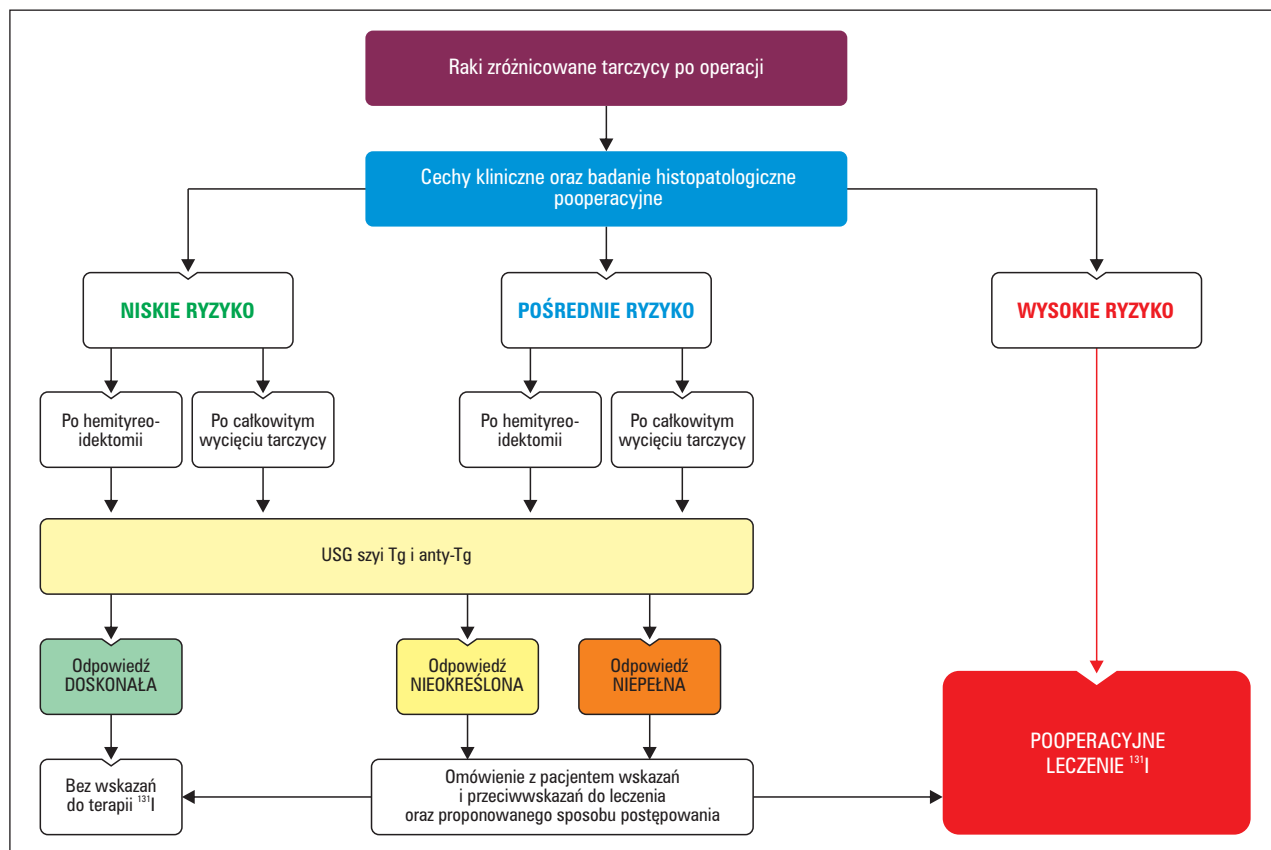 Raki zróżnicowane tarczycy po operacji
Cechy kliniczne oraz badanie histopatologiczne
pooperacyjne
NISKIE RYZYKO
POŚREDNIE RYZYKO
WYSOKIE RYZYKO
Po hemityreo-
idektomii
Po całkowitym
wycięciu tarczycy
Po hemityreo-
idektomii
Po całkowitym
wycięciu tarczycy
USG szyi Tg i anty-Tg
Odpowiedź
DOSKONAŁA
Odpowiedź
NIEOKREŚLONA
Odpowiedź
NIEPEŁNA
POOPERACYJNE
LECZENIE ¹³¹I
Bez wskazań
do terapii ¹³¹I
Omówienie z pacjentem wskazań
i przeciwwskazań do leczenia
oraz proponowanego sposobu postępowania